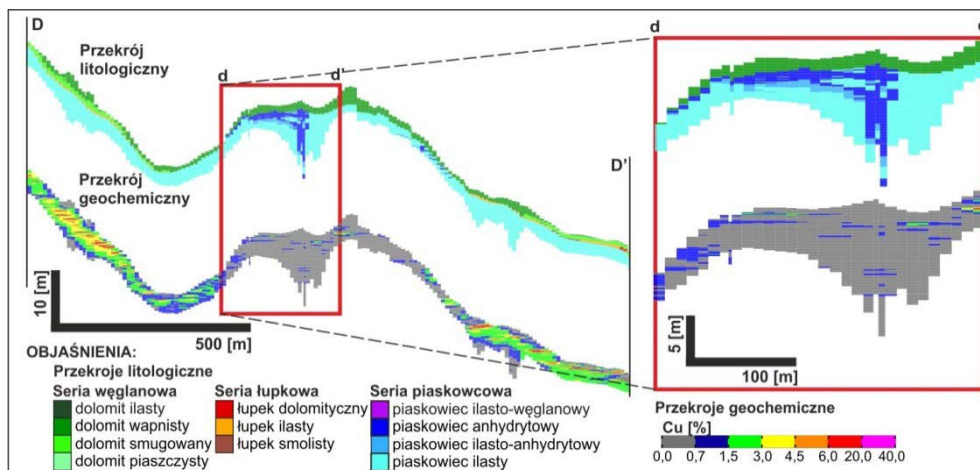 D
d
d'
d
Przekrój
litologiczny
D'
Przekrój
geochemiczny
10 [m]
500 [m]
5 [m]
100 [m]
OBJAŚNIENIA:
Przekroje litologiczne
Seria węglanowa
dolomit ilasty
dolomit wapnisty
dolomit smugowany
dolomit piaszczysty
Seria łupkowa
łupek dolomityczny
łupek ilasty
łupek smolisty
Seria piaskowcowa
piaskowiec ilasto-węglanowy
piaskowiec anhydrytowy
piaskowiec ilasto-anhydrytowy
piaskowiec ilasty
Przekroje geochemiczne
Cu [%]
0,0 0,7 1,5 3,0 4,5 6,0 20,0 40,0